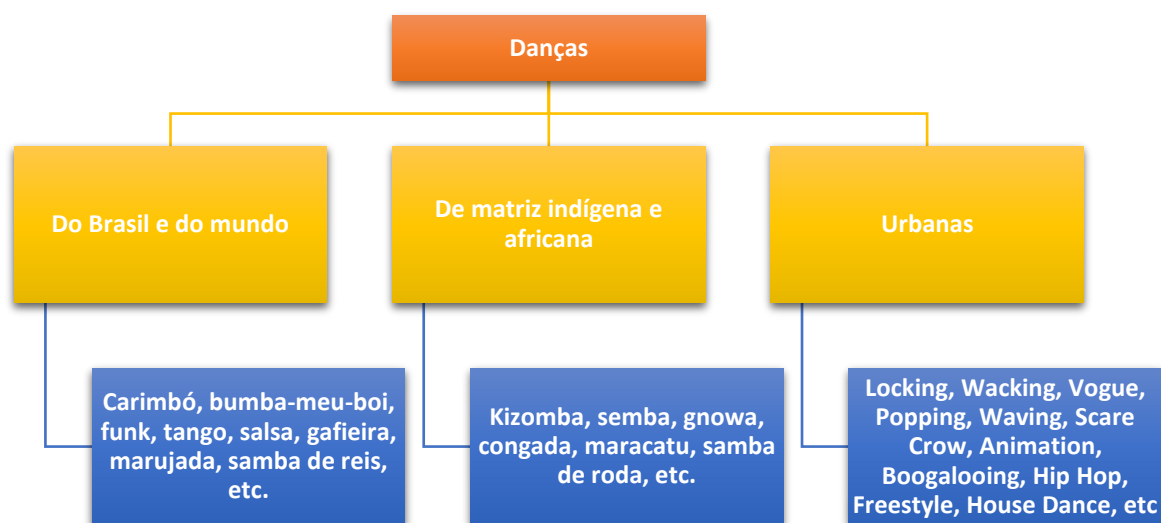 Danças
Do Brasil e do mundo
De matriz indígena e
africana
Urbanas
Carimbó, bumba-meu-boi,
funk, tango, salsa, gafieira,
marujada, samba de reis,
etc.
Kizomba, semba, gnowa,
congada, maracatu, samba
de roda, etc.
Locking, Wacking, Vogue,
Popping, Waving, Scare
Crow, Animation,
Boogalooing, Hip Hop,
Freestyle, House Dance, etc